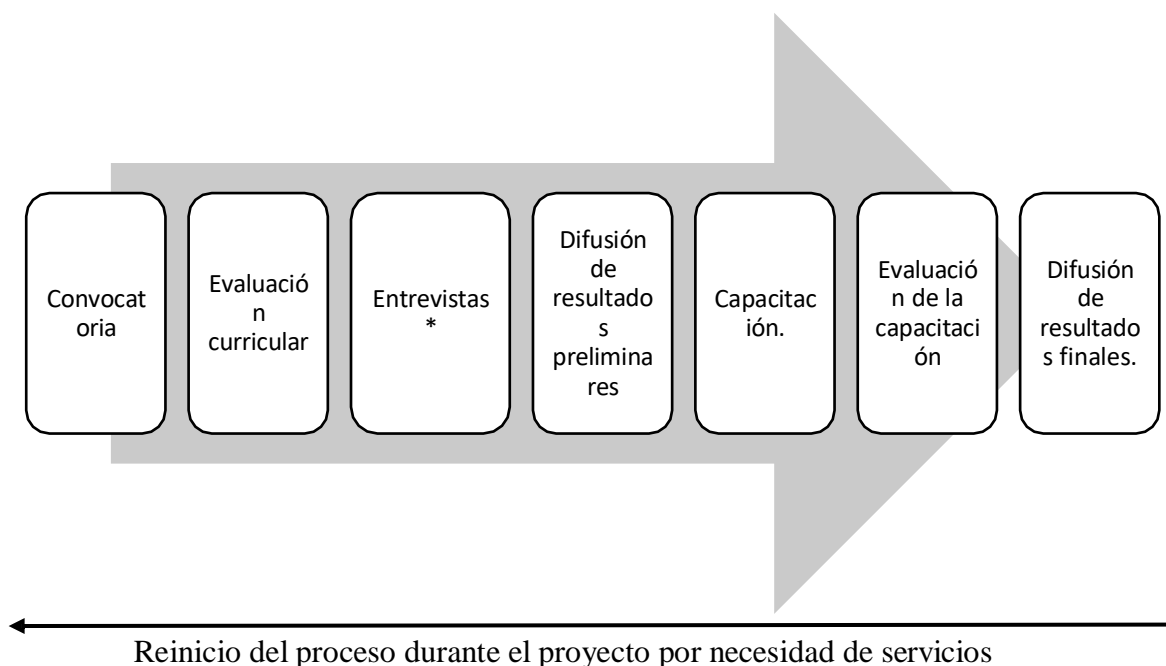 Convocat
oria
Evaluació
n
curricular
Entrevistas
*
Difusión
de
resultado
s
prelimina
res
Capacitac
ión.
Evaluació
n de la
capacitaci
ón
Difusión
de
resultado
s finales.
Reinicio del proceso durante el proyecto por necesidad de servicios